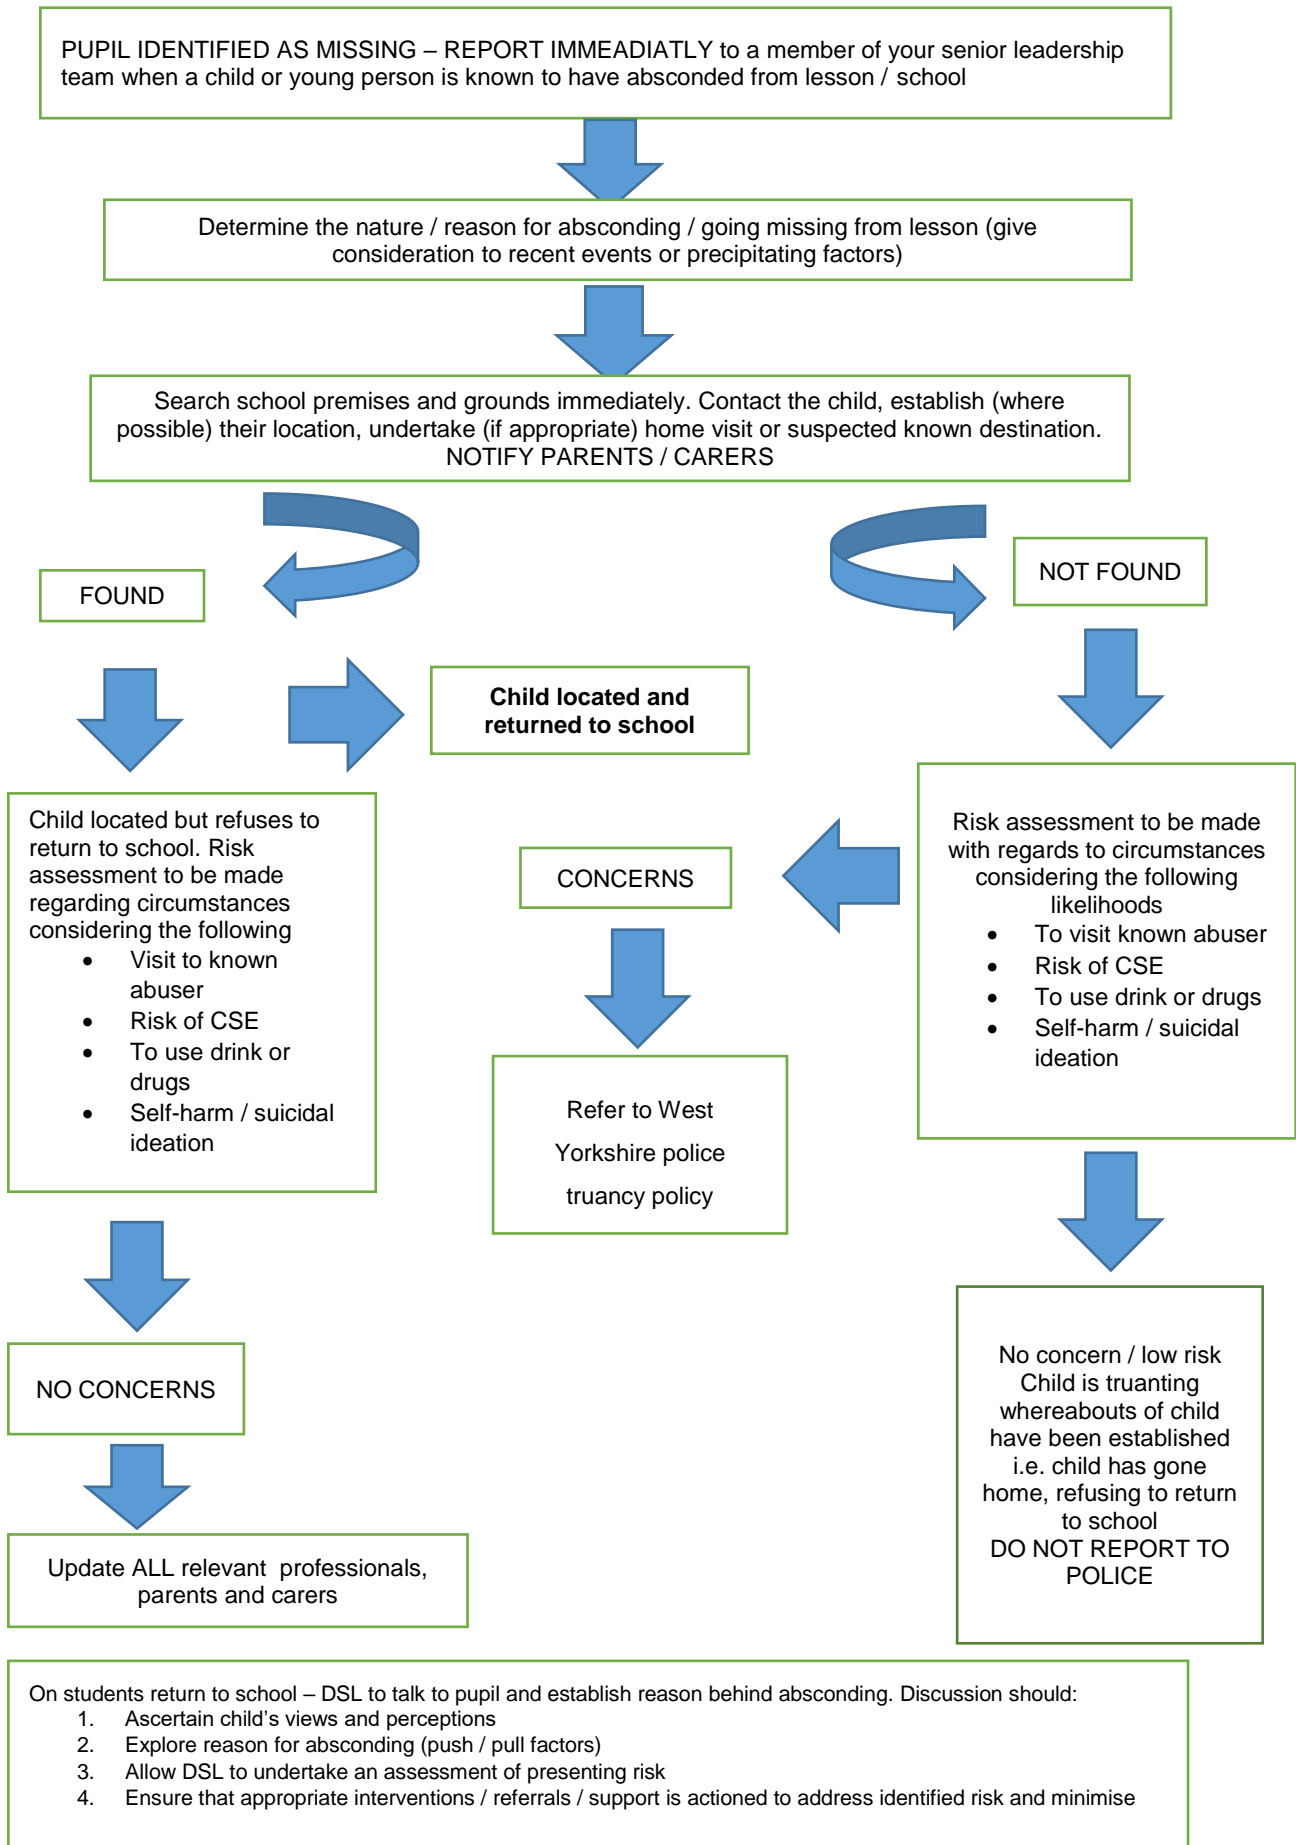 PUPIL IDENTIFIED AS MISSING – REPORT IMMEADIATLY to a member of your senior leadership
team when a child or young person is known to have absconded from lesson / school
Determine the nature / reason for absconding / going missing from lesson (give
consideration to recent events or precipitating factors)
Search school premises and grounds immediately. Contact the child, establish (where
possible) their location, undertake (if appropriate) home visit or suspected known destination.
NOTIFY PARENTS / CARERS
FOUND
NOT FOUND
Child located and
returned to school
Child located but refuses to
return to school. Risk
assessment to be made
regarding circumstances
considering the following
• Visit to known
abuser
• Risk of CSE
• To use drink or
drugs
• Self-harm / suicidal
ideation
CONCERNS
Risk assessment to be made
with regards to circumstances
considering the following
likelihoods
• To visit known abuser
• Risk of CSE
• To use drink or drugs
• Self-harm / suicidal
ideation
Refer to West
Yorkshire police
truancy policy
NO CONCERNS
No concern / low risk
Child is truanting
whereabouts of child
have been established
i.e. child has gone
home, refusing to return
to school
DO NOT REPORT TO
POLICE
Update ALL relevant professionals,
parents and carers
On students return to school – DSL to talk to pupil and establish reason behind absconding. Discussion should:
1. Ascertain child's views and perceptions
2. Explore reason for absconding (push / pull factors)
3. Allow DSL to undertake an assessment of presenting risk
4. Ensure that appropriate interventions / referrals / support is actioned to address identified risk and minimise